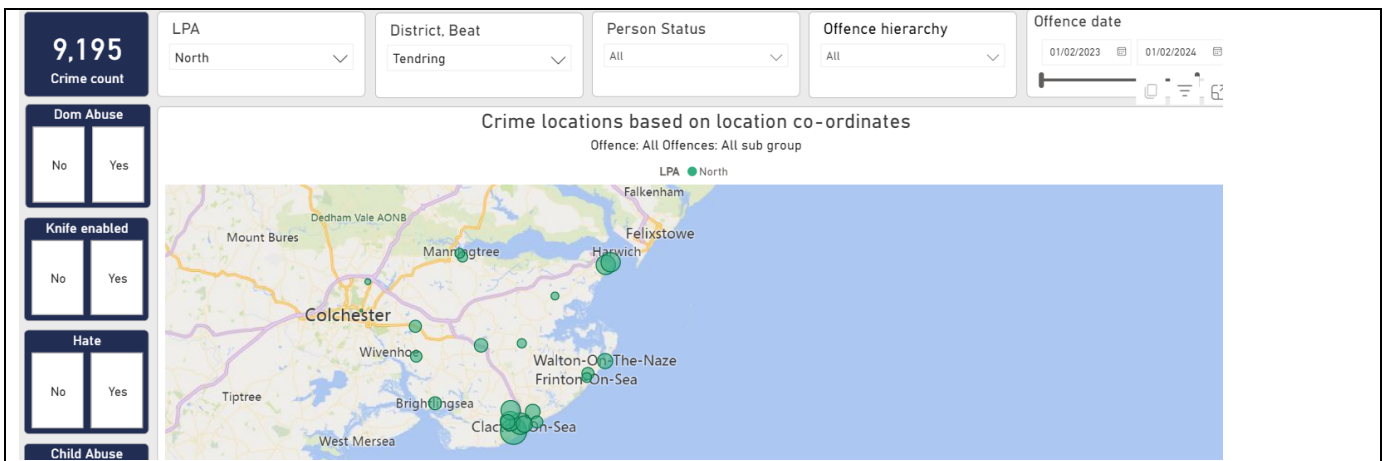 9,195
Crime count
LPA
North
District, Beat
Tendring
Person Status
All
Offence hierarchy
All
Offence date
01/02/2023
01/02/2024
Dom Abuse
No
Yes
Knife enabled
No
Yes
Hate
No
Yes
Child Abuse
Crime locations based on location co-ordinates
Offence: All Offences: All sub group
LPA
North
Falkenham
Dedham Vale AONB
Mount Bures
Felixstowe
Manningtree
Harwich
Colchester
Wivenhoe
Walton-On-The-Naze
Frinton-On-Sea
Tiptree
Brightlingsea
Clacton-On-Sea
West Mersea